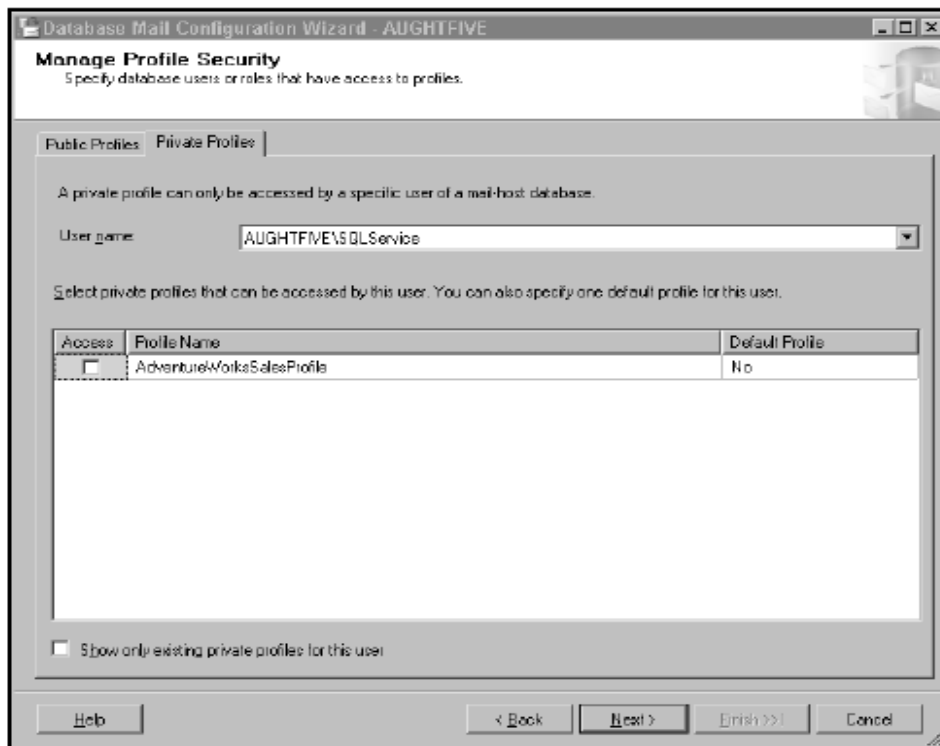 Database Mail Configuration Wizard - AUGHTFIVE
Manage Profile Security
Specify database users or roles that have access to profiles.
Public Profiles Private Profiles
A private profile can only be accessed by a specific user of a mail-host database.
User name: AUGHTFIVE\SQLService
Select private profiles that can be accessed by this user. You can also specify one default profile for this user.
Access Profile Name Default Profile
AdventureWorksSalesProfile No
Show only existing private profiles for this user
Help < Back Next > Finish >>| Cancel